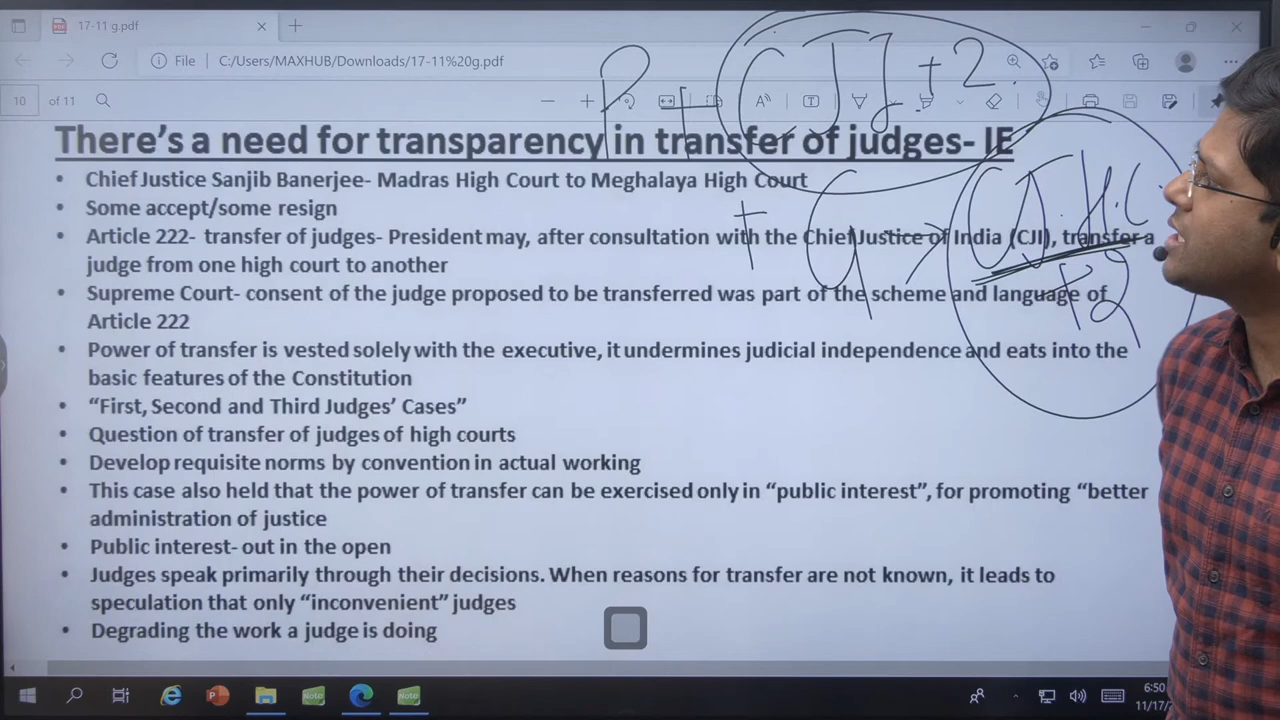 17-11 g.pdf
File C:/Users/MAXHUB/Downloads/17-11%20g.pdf
10 of 11
P + CJI + 2
There's a need for transparency in transfer of judges- IE
• Chief Justice Sanjib Banerjee- Madras High Court to Meghalaya High Court
• Some accept/some resign
+ G → CJ.H.C. + 2
• Article 222- transfer of judges- President may, after consultation with the Chief Justice of India (CJI), transfer a
judge from one high court to another
• Supreme Court- consent of the judge proposed to be transferred was part of the scheme and language of
Article 222
• Power of transfer is vested solely with the executive, it undermines judicial independence and eats into the
basic features of the Constitution
• “First, Second and Third Judges’ Cases”
• Question of transfer of judges of high courts
• Develop requisite norms by convention in actual working
• This case also held that the power of transfer can be exercised only in “public interest”, for promoting “better
administration of justice
• Public interest- out in the open
• Judges speak primarily through their decisions. When reasons for transfer are not known, it leads to
speculation that only “inconvenient” judges
• Degrading the work a judge is doing
Note Note
6:50